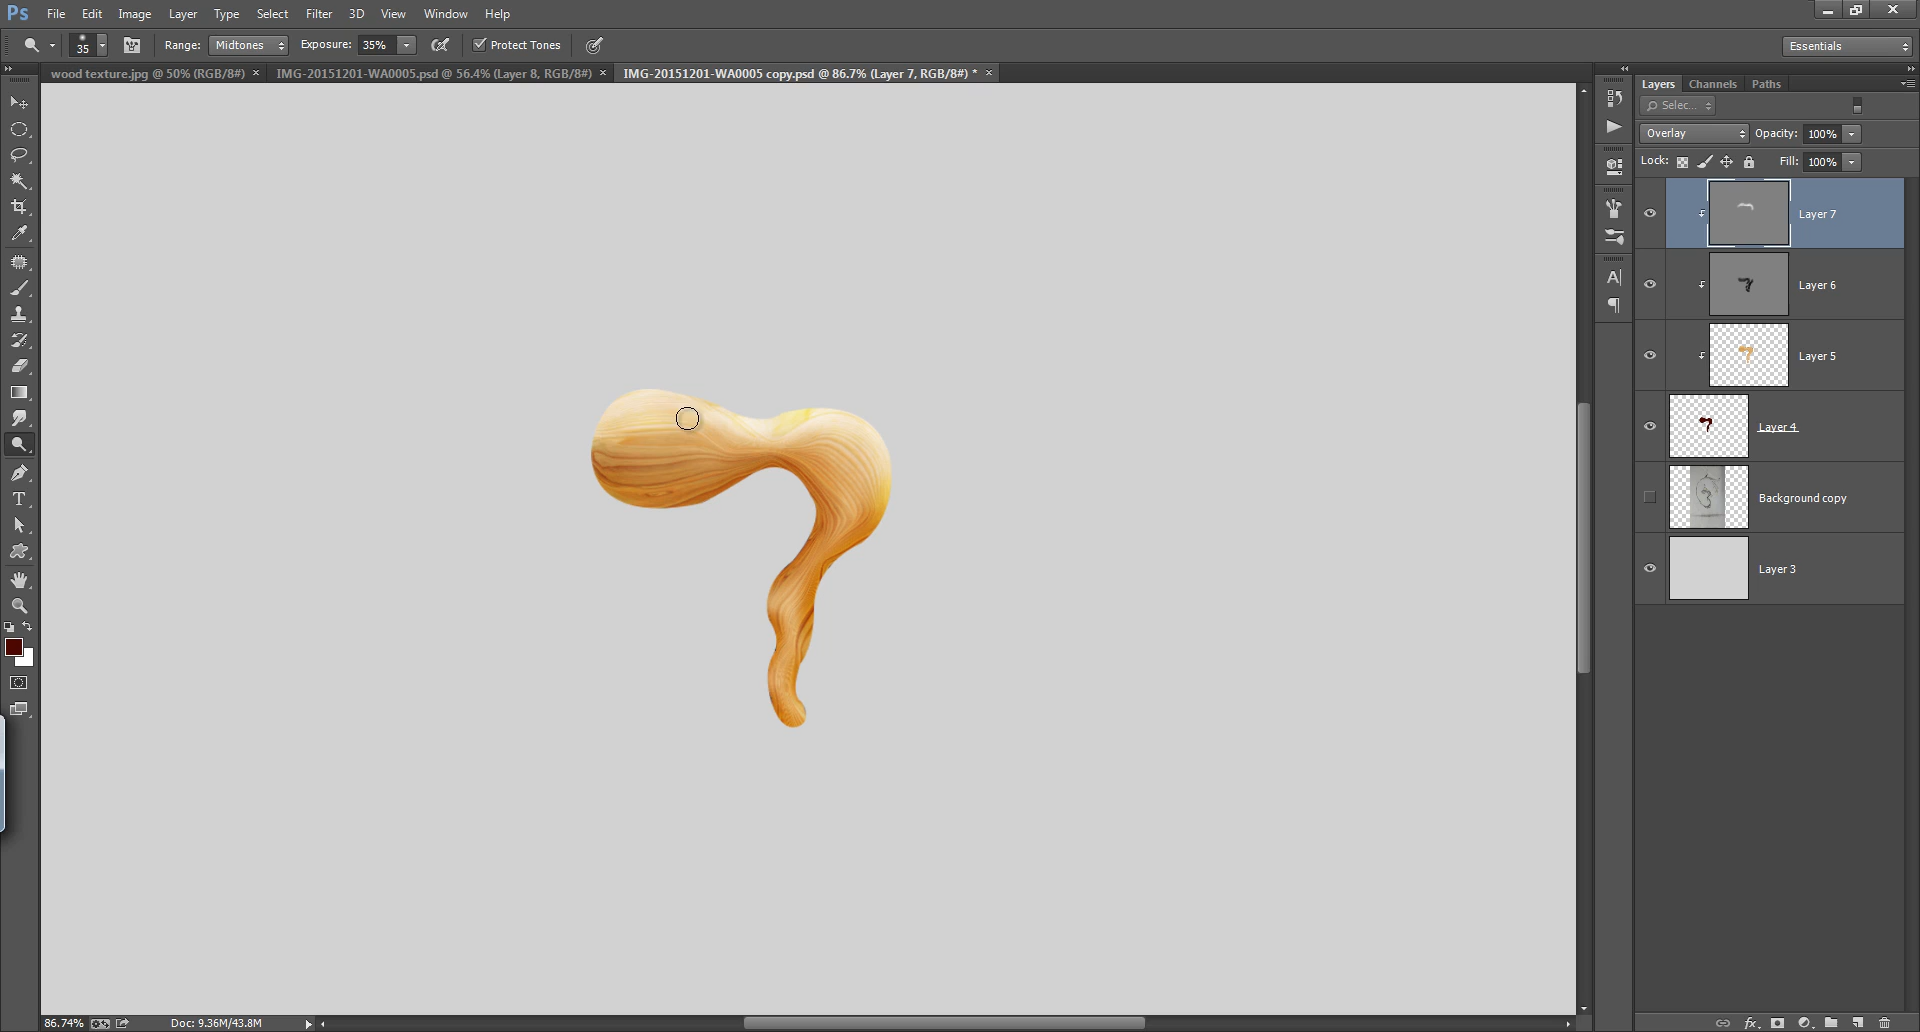 Ps File Edit Image Layer Type Select Filter 3D View Window Help
35 Range: Midtones Exposure: 35% Protect Tones Essentials
wood texture.jpg @ 50% (RGB/8#) × IMG-20151201-WA0005.psd @ 56.4% (Layer 8, RGB/8#) × IMG-20151201-WA0005 copy.psd @ 86.7% (Layer 7, RGB/8#) * ×
Layers Channels Paths
Selec...
Overlay Opacity: 100%
Lock: Fill: 100%
Layer 7
Layer 6
Layer 5
Layer 4
Background copy
Layer 3
86.74% Doc: 9.36M/43.8M